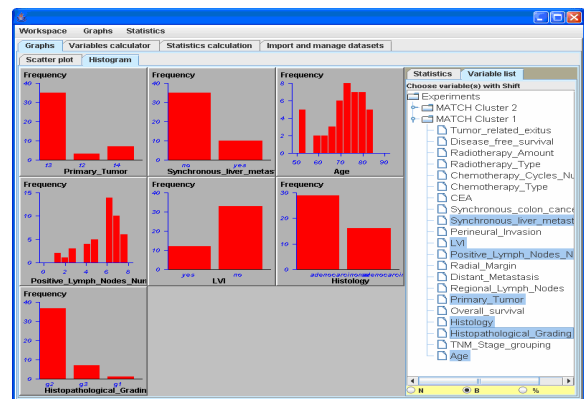 Workspace Graphs Statistics
Graphs Variables calculator Statistics calculation Import and manage datasets
Scatter plot Histogram
Frequency
40
30
20
10
0
t3 t2 t4
Primary_Tumor
Frequency
40
30
20
10
0
no yes
Synchronous_liver_metas
Frequency
8
6
4
2
0
50 60 70 80 90
Age
Frequency
15
10
5
0
0 2 4 6 8
Positive_Lymph_Nodes_Nun
Frequency
40
30
20
10
0
yes no
LVI
Frequency
30
20
10
0
Histology
Frequency
40
30
20
10
0
g2 g3 g1
Histopathological_Gradin
Statistics Variable list
Choose variable(s) with Shift
Experiments
MATCH Cluster 2
MATCH Cluster 1
Tumor_related_exitus
Disease_free_survival
Radiotherapy_Amount
Radiotherapy_Type
Chemotherapy_Cycles_Nu
Chemotherapy_Type
CEA
Synchronous_colon_cance
Synchronous_liver_metast
Perineural_Invasion
LVI
Positive_Lymph_Nodes_N
Radial_Margin
Distant_Metastasis
Regional_Lymph_Nodes
Primary_Tumor
Overall_survival
Histology
Histopathological_Grading
TNM_Stage_grouping
Age
N B %